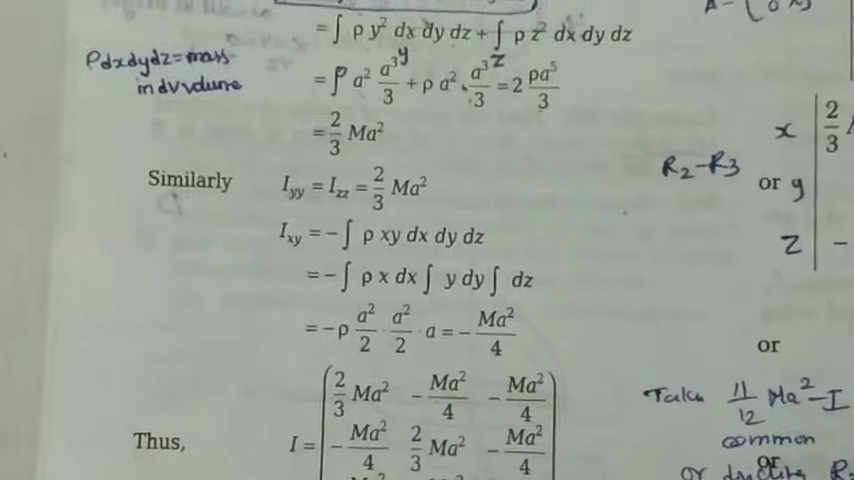 = ∫ ρ y² dx dy dz + ∫ ρ z² dx dy dz
ρdxdydz = mass
in dv volume
= ρ a² a³/3 y + ρ a² · a³/3 z = 2 ρa⁵/3
= 2/3 Ma²
Similarly I_yy = I_zz = 2/3 Ma²
I_xy = − ∫ ρ xy dx dy dz
= − ∫ ρ x dx ∫ y dy ∫ dz
= −ρ a²/2 · a²/2 · a = − Ma²/4
Thus, I = ( 2/3 Ma² − Ma²/4 − Ma²/4
− Ma²/4 2/3 Ma² − Ma²/4
x | 2/3
R₂−R₃
or y
z | −
or
Take 11/12 Ma² − I
common
or